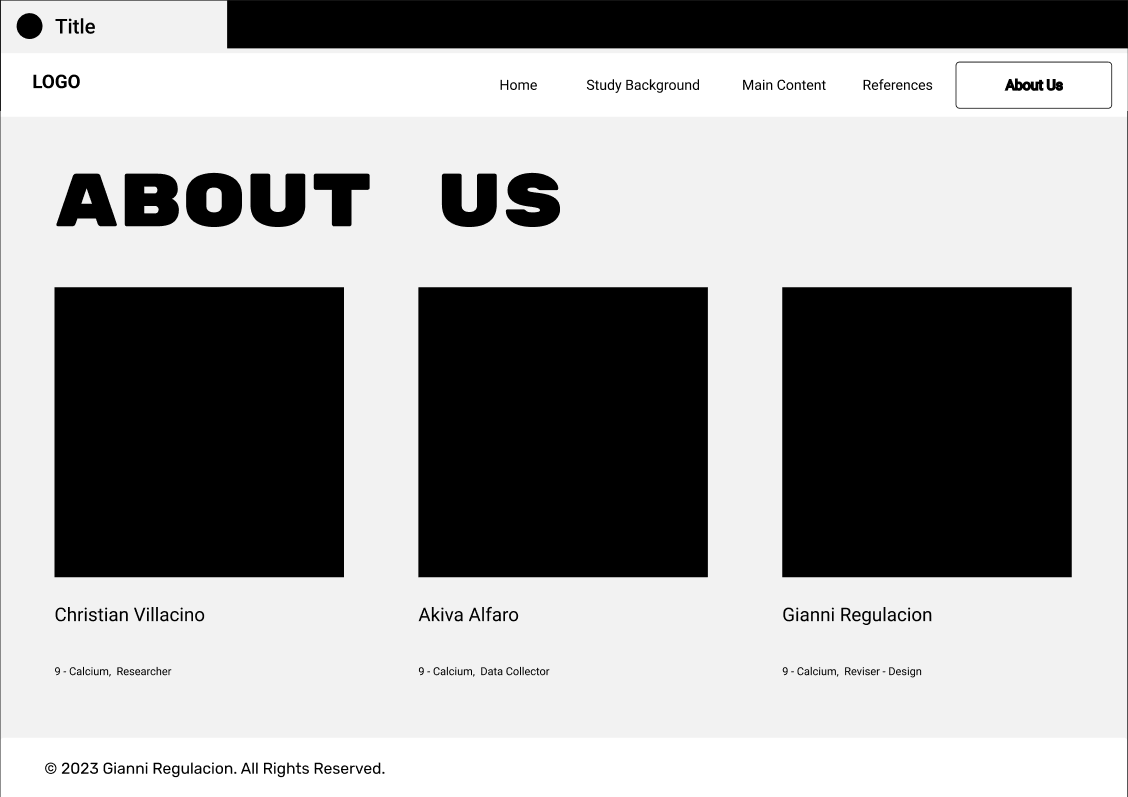 Title
LOGO
Home Study Background Main Content References About Us
ABOUT US
Christian Villacino
9 - Calcium, Researcher
Akiva Alfaro
9 - Calcium, Data Collector
Gianni Regulacion
9 - Calcium, Reviser - Design
© 2023 Gianni Regulacion. All Rights Reserved.